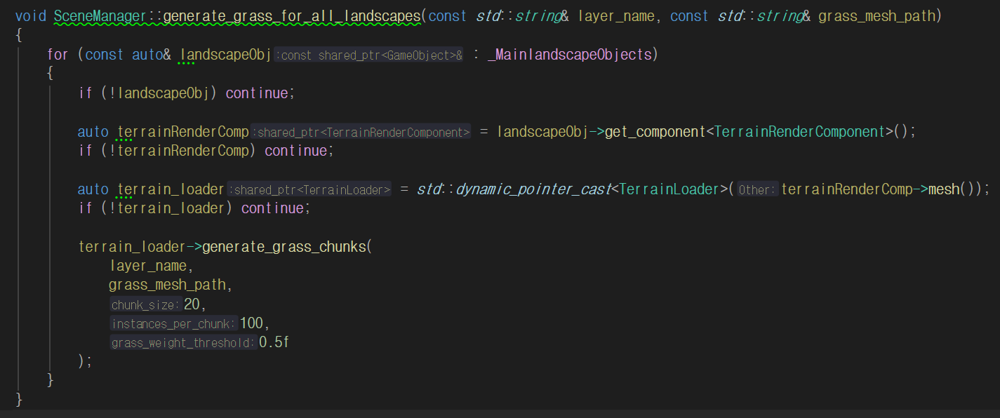 void SceneManager::generate_grass_for_all_landscapes(const std::string& layer_name, const std::string& grass_mesh_path)
{
for (const auto& landscapeObj:const shared_ptr<GameObject>& : _MainlandscapeObjects)
{
if (!landscapeObj) continue;
auto terrainRenderComp:shared_ptr<TerrainRenderComponent> = landscapeObj->get_component<TerrainRenderComponent>();
if (!terrainRenderComp) continue;
auto terrain_loader:shared_ptr<TerrainLoader> = std::dynamic_pointer_cast<TerrainLoader>(Other:terrainRenderComp->mesh());
if (!terrain_loader) continue;
terrain_loader->generate_grass_chunks(
layer_name,
grass_mesh_path,
chunk_size:20,
instances_per_chunk:100,
grass_weight_threshold:0.5f
);
}
}